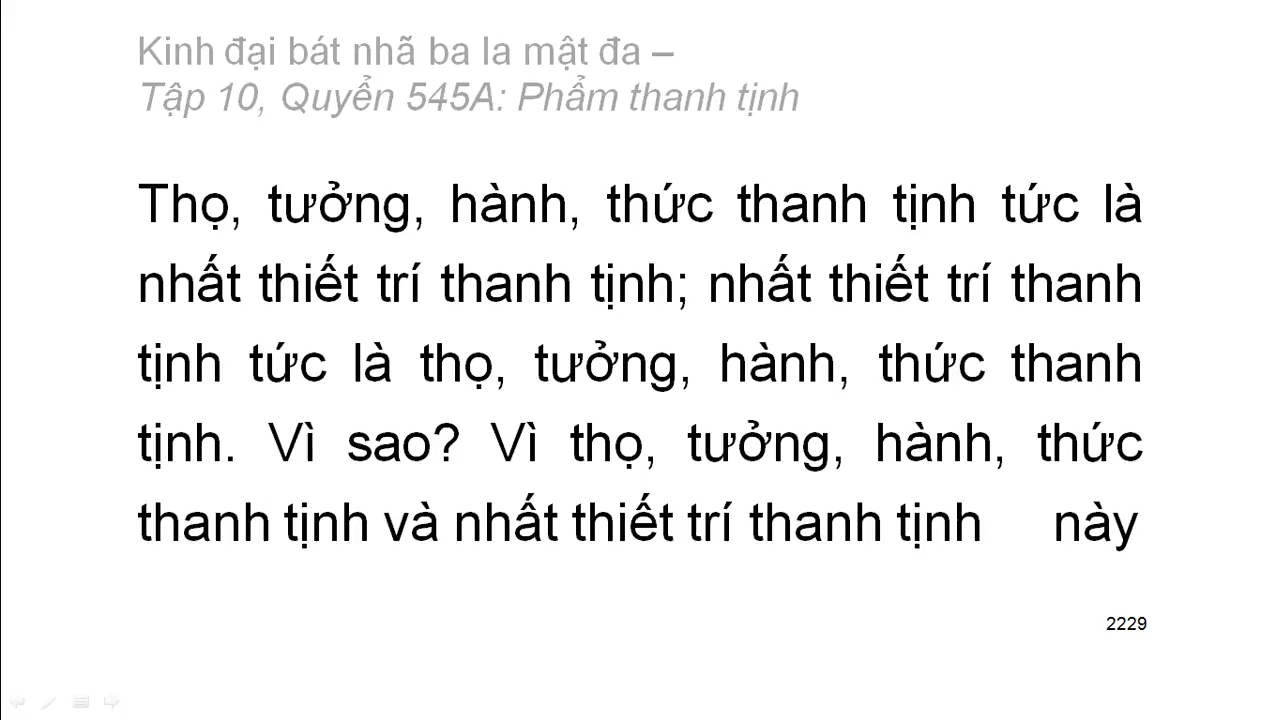 Kinh đại bát nhã ba la mật đa –
Tập 10, Quyển 545A: Phẩm thanh tịnh
Thọ, tưởng, hành, thức thanh tịnh tức là
nhất thiết trí thanh tịnh; nhất thiết trí thanh
tịnh tức là thọ, tưởng, hành, thức thanh
tịnh. Vì sao? Vì thọ, tưởng, hành, thức
thanh tịnh và nhất thiết trí thanh tịnh này
2229